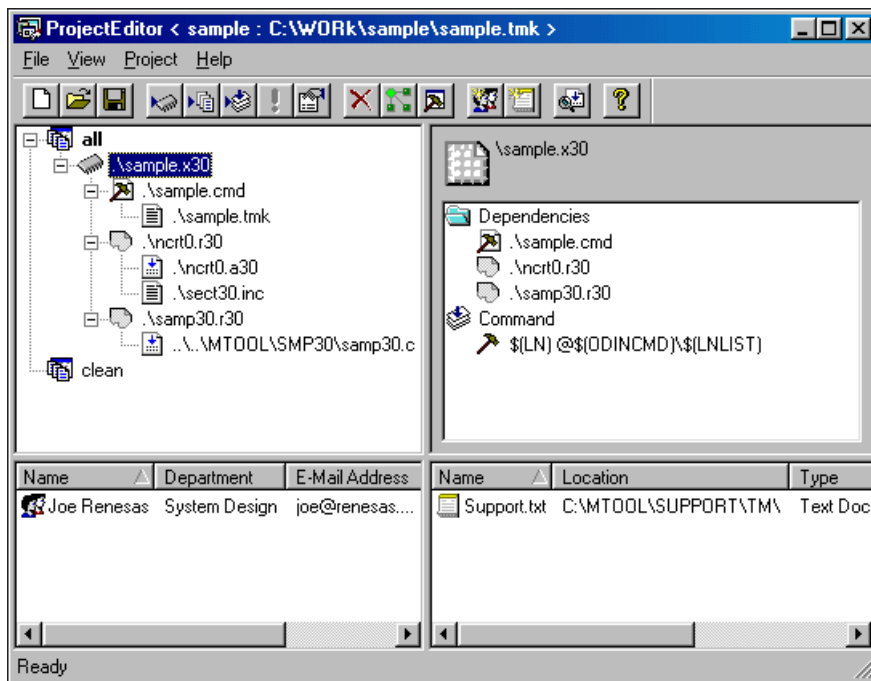 ProjectEditor < sample : C:\WORk\sample\sample.tmk >
File View Project Help
all
.\sample.x30
.\sample.cmd
.\sample.tmk
.\ncrt0.r30
.\ncrt0.a30
.\sect30.inc
.\samp30.r30
..\..\MTOOL\SMP30\samp30.c
clean
\sample.x30
Dependencies
.\sample.cmd
.\ncrt0.r30
.\samp30.r30
Command
$(LN) @$(ODINCMD)\$(LNLIST)
Name Department E-Mail Address
Joe Renesas System Design joe@renesas....
Name Location Type
Support.txt C:\MTOOL\SUPPORT\TM\ Text Doc
Ready